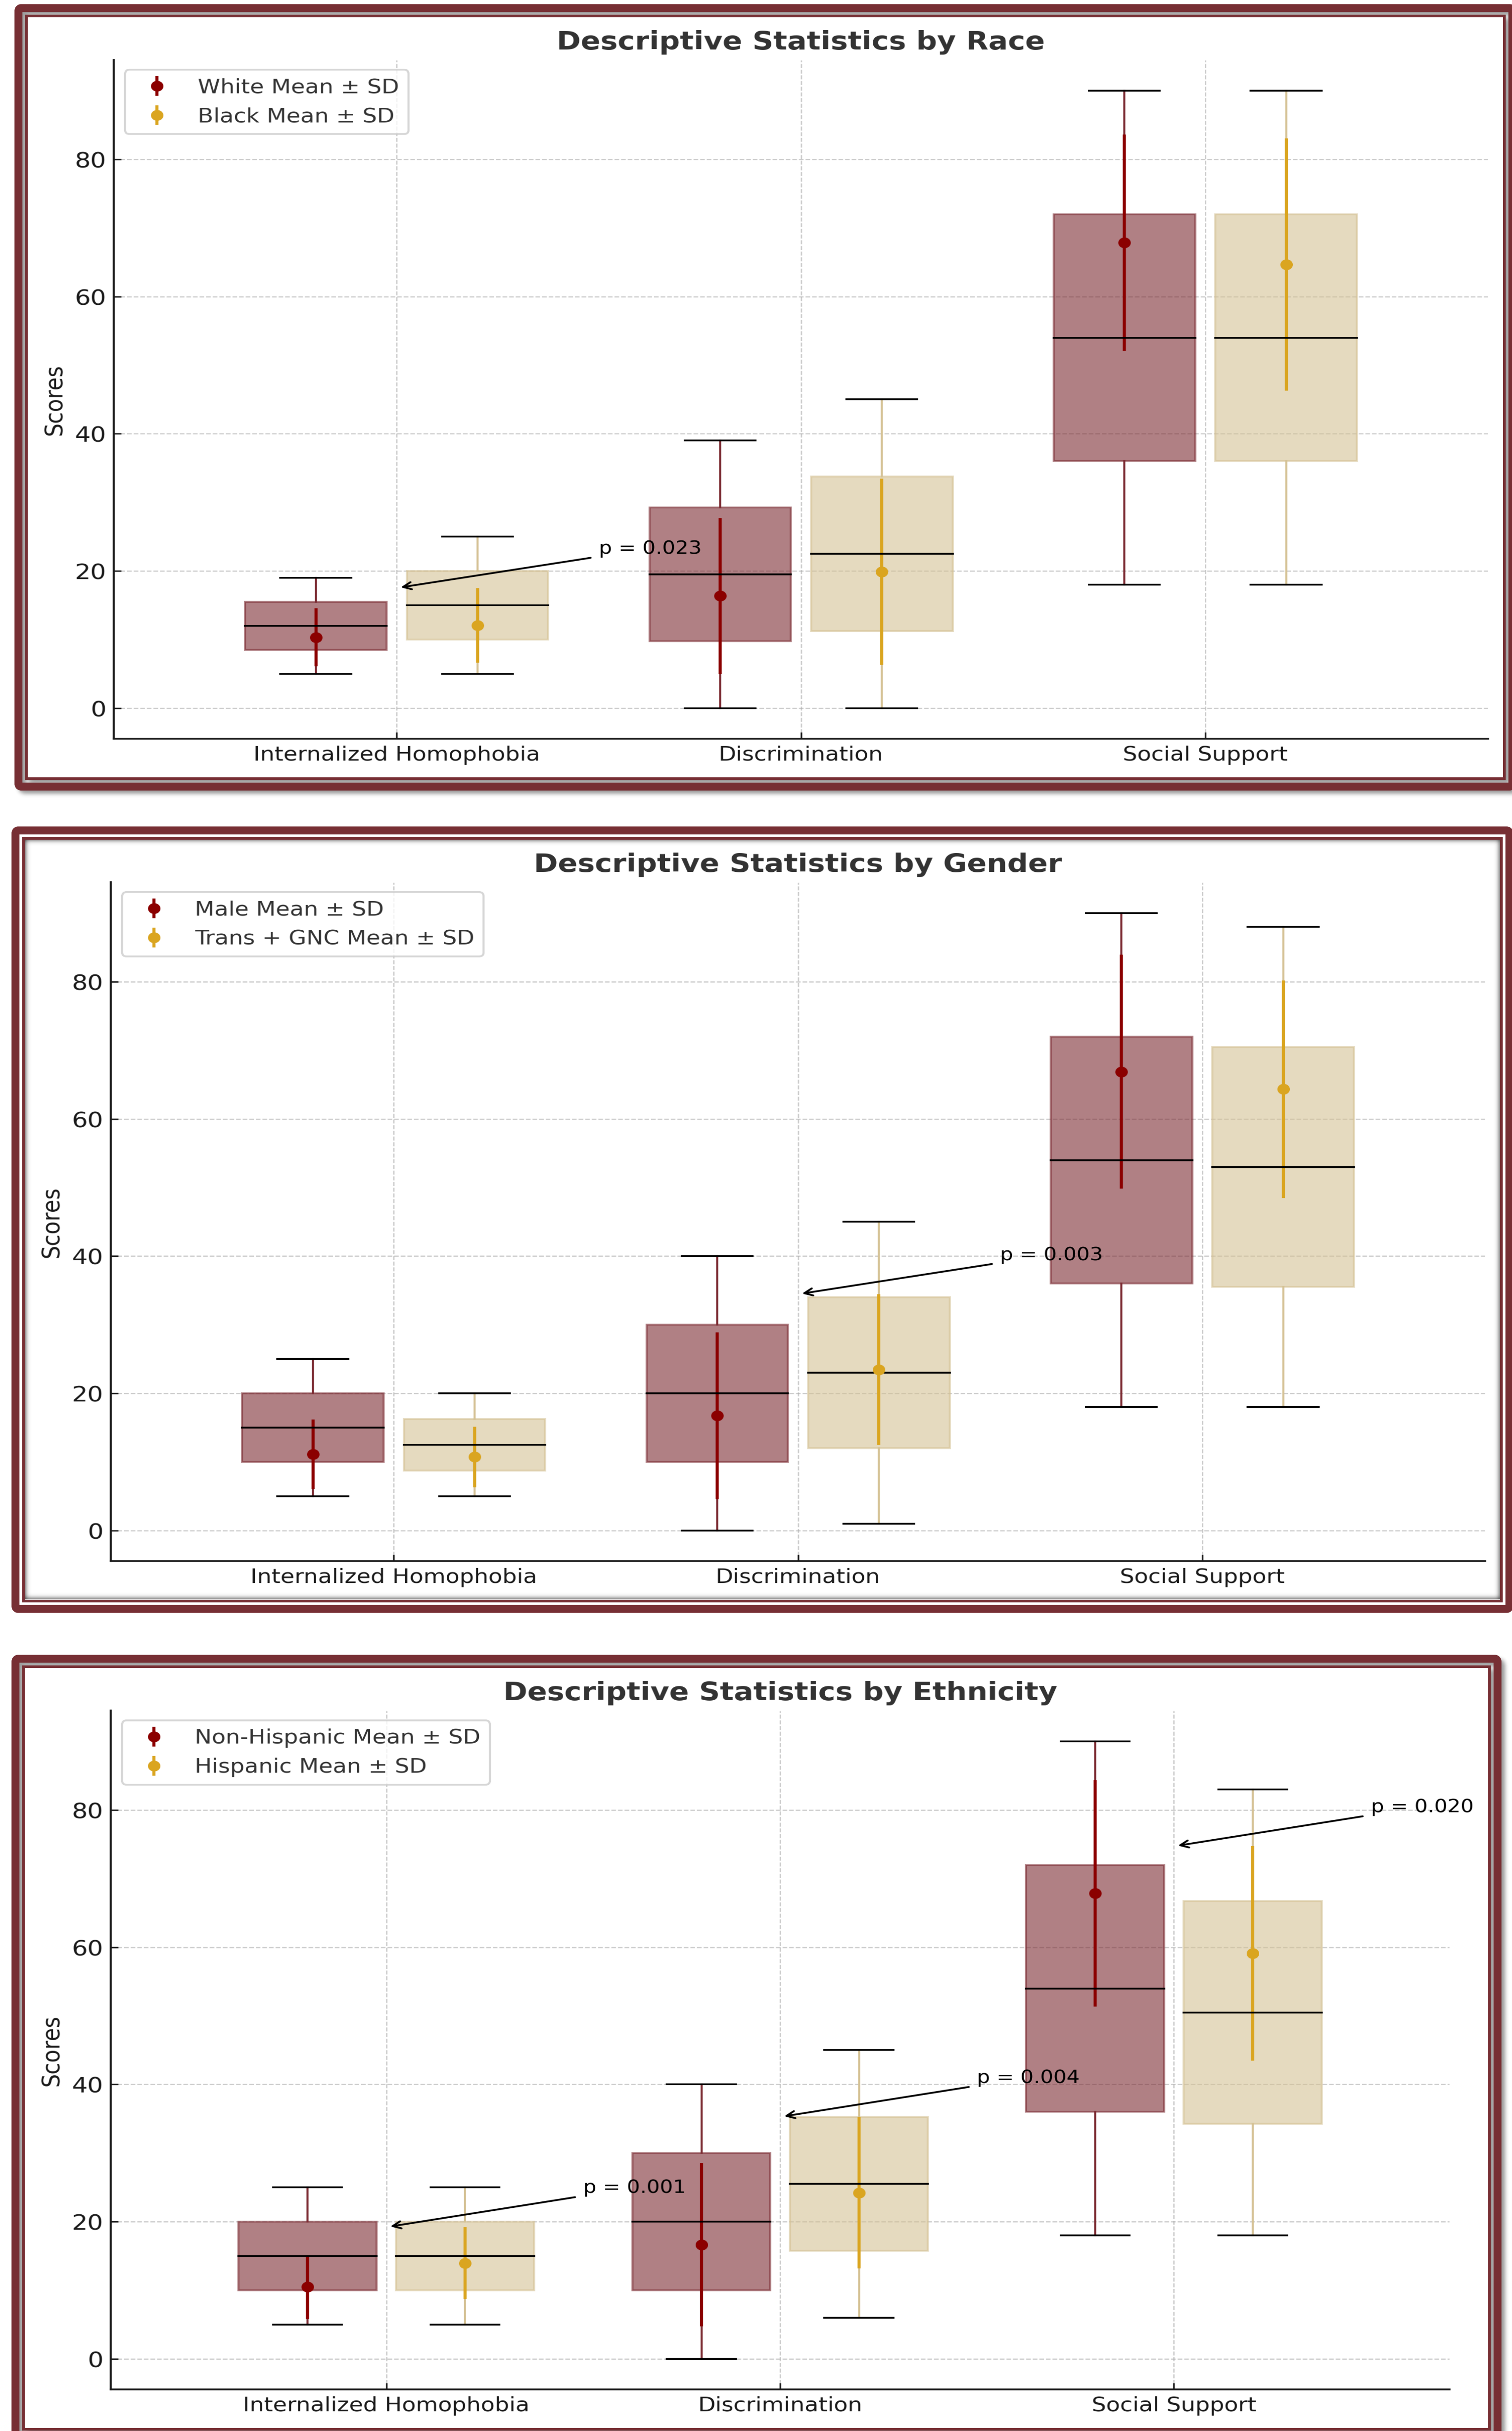 Descriptive Statistics by Race
White Mean ± SD
Black Mean ± SD
80
60
40
20
0
Scores
p = 0.023
Internalized Homophobia
Discrimination
Social Support
Descriptive Statistics by Gender
Male Mean ± SD
Trans + GNC Mean ± SD
80
60
40
20
0
Scores
p = 0.003
Internalized Homophobia
Discrimination
Social Support
Descriptive Statistics by Ethnicity
Non-Hispanic Mean ± SD
Hispanic Mean ± SD
80
60
40
20
0
Scores
p = 0.020
p = 0.004
p = 0.001
Internalized Homophobia
Discrimination
Social Support